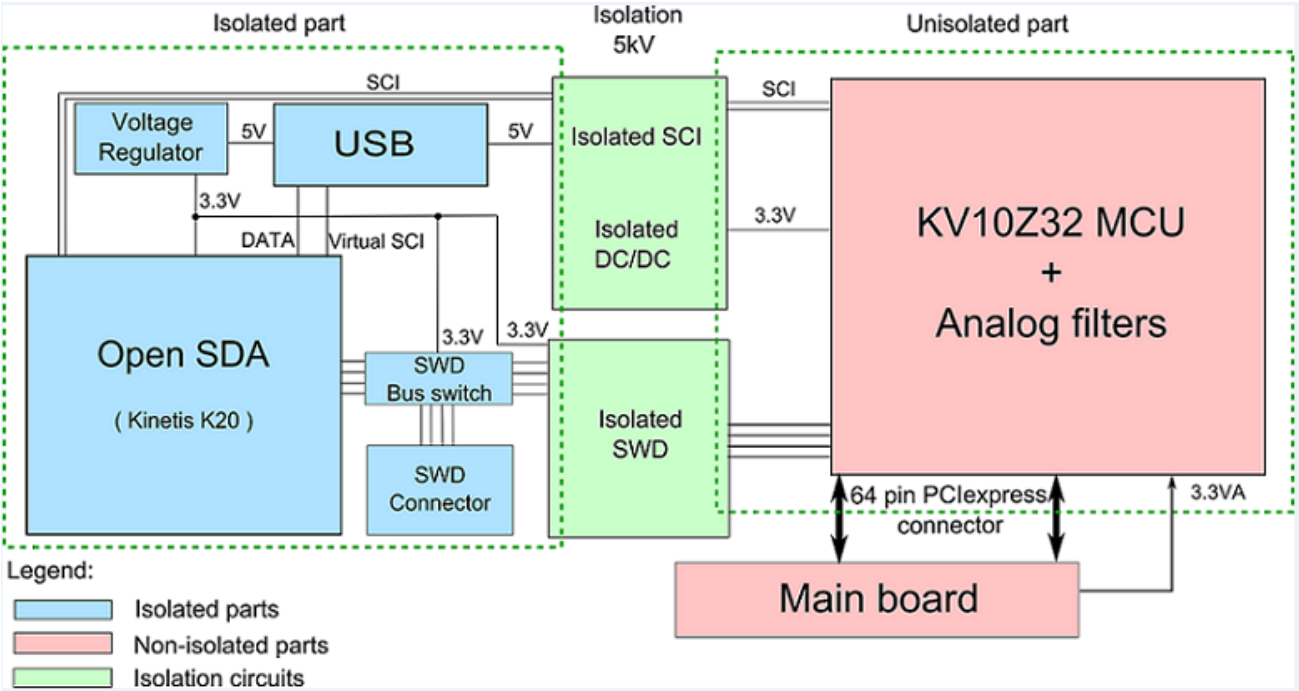 Isolated part
Isolation
5kV
Unisolated part
SCI
SCI
Voltage
Regulator
5V
USB
5V
Isolated SCI
3.3V
DATA
Virtual SCI
Isolated
DC/DC
3.3V
KV10Z32 MCU
+
Analog filters
Open SDA
( Kinetis K20 )
3.3V
3.3V
SWD
Bus switch
Isolated
SWD
SWD
Connector
64 pin PCIexpress
connector
3.3VA
Main board
Legend:
Isolated parts
Non-isolated parts
Isolation circuits